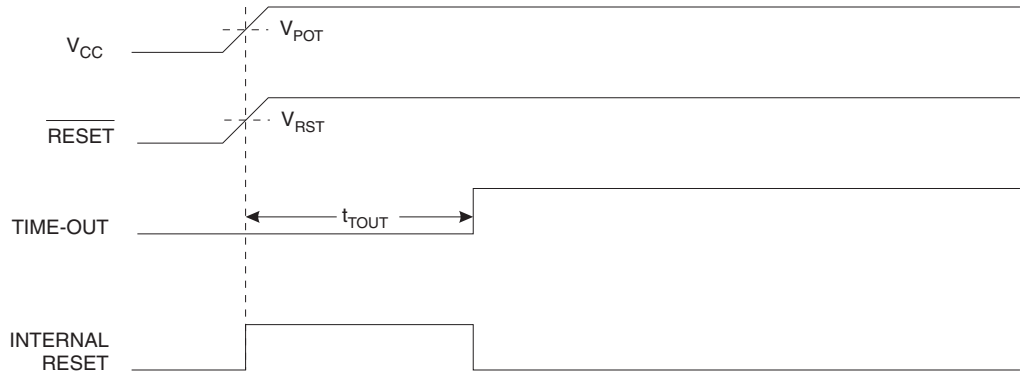 V_CC
V_POT
RESET
V_RST
TIME-OUT
t_TOUT
INTERNAL
RESET